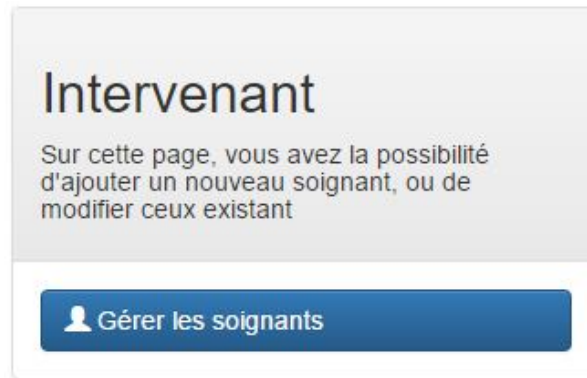 Intervenant
Sur cette page, vous avez la possibilité
d'ajouter un nouveau soignant, ou de
modifier ceux existant
Gérer les soignants